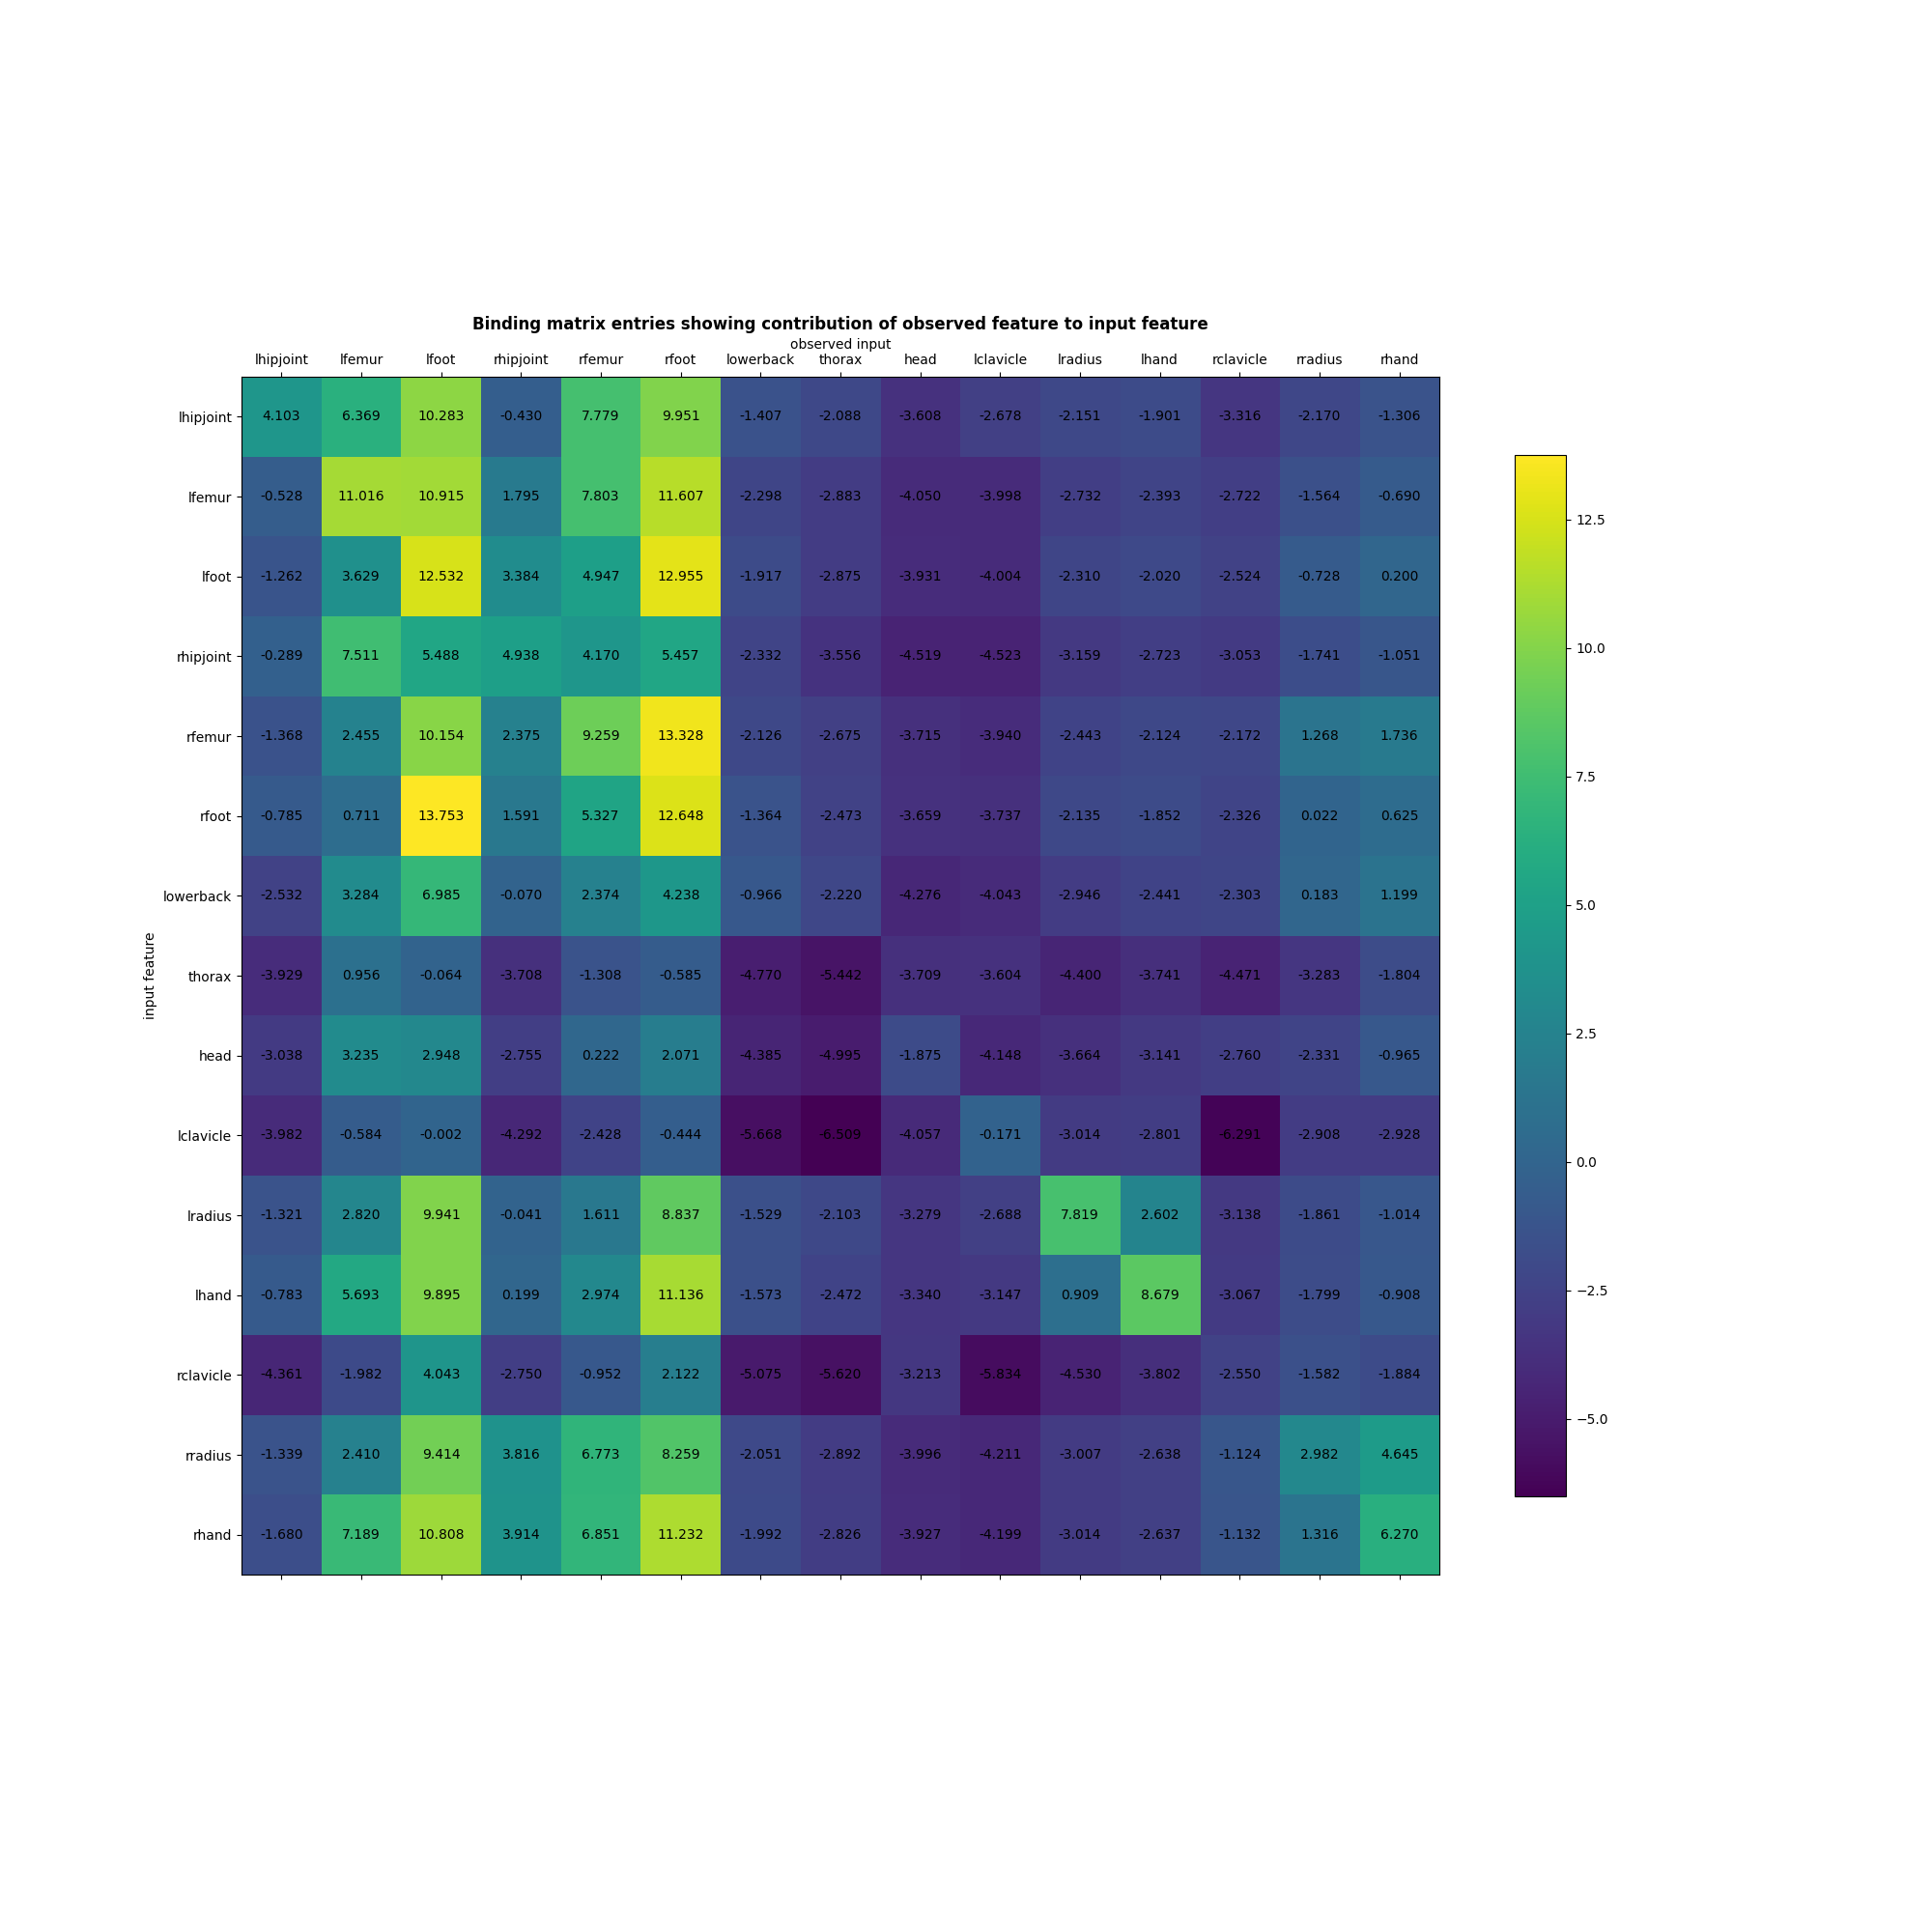 Binding matrix entries showing contribution of observed feature to input feature
observed input
lhipjoint lfemur lfoot rhipjoint rfemur rfoot lowerback thorax head lclavicle lradius lhand rclavicle rradius rhand
lhipjoint 4.103 6.369 10.283 -0.430 7.779 9.951 -1.407 -2.088 -3.608 -2.678 -2.151 -1.901 -3.316 -2.170 -1.306
lfemur -0.528 11.016 10.915 1.795 7.803 11.607 -2.298 -2.883 -4.050 -3.998 -2.732 -2.393 -2.722 -1.564 -0.690
12.5
lfoot -1.262 3.629 12.532 3.384 4.947 12.955 -1.917 -2.875 -3.931 -4.004 -2.310 -2.020 -2.524 -0.728 0.200
10.0
rhipjoint -0.289 7.511 5.488 4.938 4.170 5.457 -2.332 -3.556 -4.519 -4.523 -3.159 -2.723 -3.053 -1.741 -1.051
rfemur -1.368 2.455 10.154 2.375 9.259 13.328 -2.126 -2.675 -3.715 -3.940 -2.443 -2.124 -2.172 1.268 1.736
7.5
rfoot -0.785 0.711 13.753 1.591 5.327 12.648 -1.364 -2.473 -3.659 -3.737 -2.135 -1.852 -2.326 0.022 0.625
lowerback -2.532 3.284 6.985 -0.070 2.374 4.238 -0.966 -2.220 -4.276 -4.043 -2.946 -2.441 -2.303 0.183 1.199
5.0
input feature
thorax -3.929 0.956 -0.064 -3.708 -1.308 -0.585 -4.770 -5.442 -3.709 -3.604 -4.400 -3.741 -4.471 -3.283 -1.804
2.5
head -3.038 3.235 2.948 -2.755 0.222 2.071 -4.385 -4.995 -1.875 -4.148 -3.664 -3.141 -2.760 -2.331 -0.965
lclavicle -3.982 -0.584 -0.002 -4.292 -2.428 -0.444 -5.668 -6.509 -4.057 -0.171 -3.014 -2.801 -6.291 -2.908 -2.928
0.0
lradius -1.321 2.820 9.941 -0.041 1.611 8.837 -1.529 -2.103 -3.279 -2.688 7.819 2.602 -3.138 -1.861 -1.014
−2.5
lhand -0.783 5.693 9.895 0.199 2.974 11.136 -1.573 -2.472 -3.340 -3.147 0.909 8.679 -3.067 -1.799 -0.908
rclavicle -4.361 -1.982 4.043 -2.750 -0.952 2.122 -5.075 -5.620 -3.213 -5.834 -4.530 -3.802 -2.550 -1.582 -1.884
−5.0
rradius -1.339 2.410 9.414 3.816 6.773 8.259 -2.051 -2.892 -3.996 -4.211 -3.007 -2.638 -1.124 2.982 4.645
rhand -1.680 7.189 10.808 3.914 6.851 11.232 -1.992 -2.826 -3.927 -4.199 -3.014 -2.637 -1.132 1.316 6.270